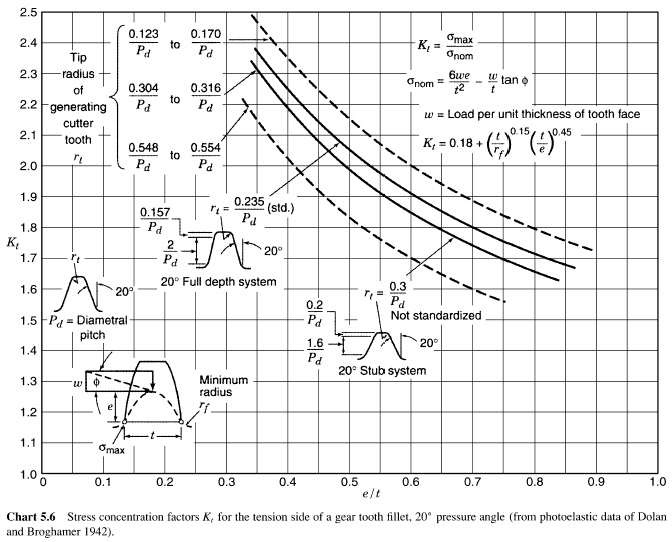 2.5
2.4
2.3
2.2
2.1
2.0
1.9
1.8
K_t
1.7
1.6
1.5
1.4
1.3
1.2
1.1
1.0
0 0.1 0.2 0.3 0.4 0.5 0.6 0.7 0.8 0.9 1.0
e/t
Tip
radius
of
generating
cutter
tooth
r_t
0.123/P_d to 0.170/P_d
0.304/P_d to 0.316/P_d
0.548/P_d to 0.554/P_d
K_t = σ_max/σ_nom
σ_nom = 6we/t² − w/t tan ϕ
w = Load per unit thickness of tooth face
K_t = 0.18 + (t/r_f)^0.15 (t/e)^0.45
0.157/P_d
r_t = 0.235/P_d (std.)
2/P_d
20°
20° Full depth system
r_t
20°
P_d = Diametral
pitch
r_t = 0.3/P_d
Not standardized
0.2/P_d
1.6/P_d
20°
20° Stub system
w
ϕ
e
t
σ_max
Minimum
radius
r_f
Chart 5.6 Stress concentration factors K_t for the tension side of a gear tooth fillet, 20° pressure angle (from photoelastic data of Dolan
and Broghamer 1942).